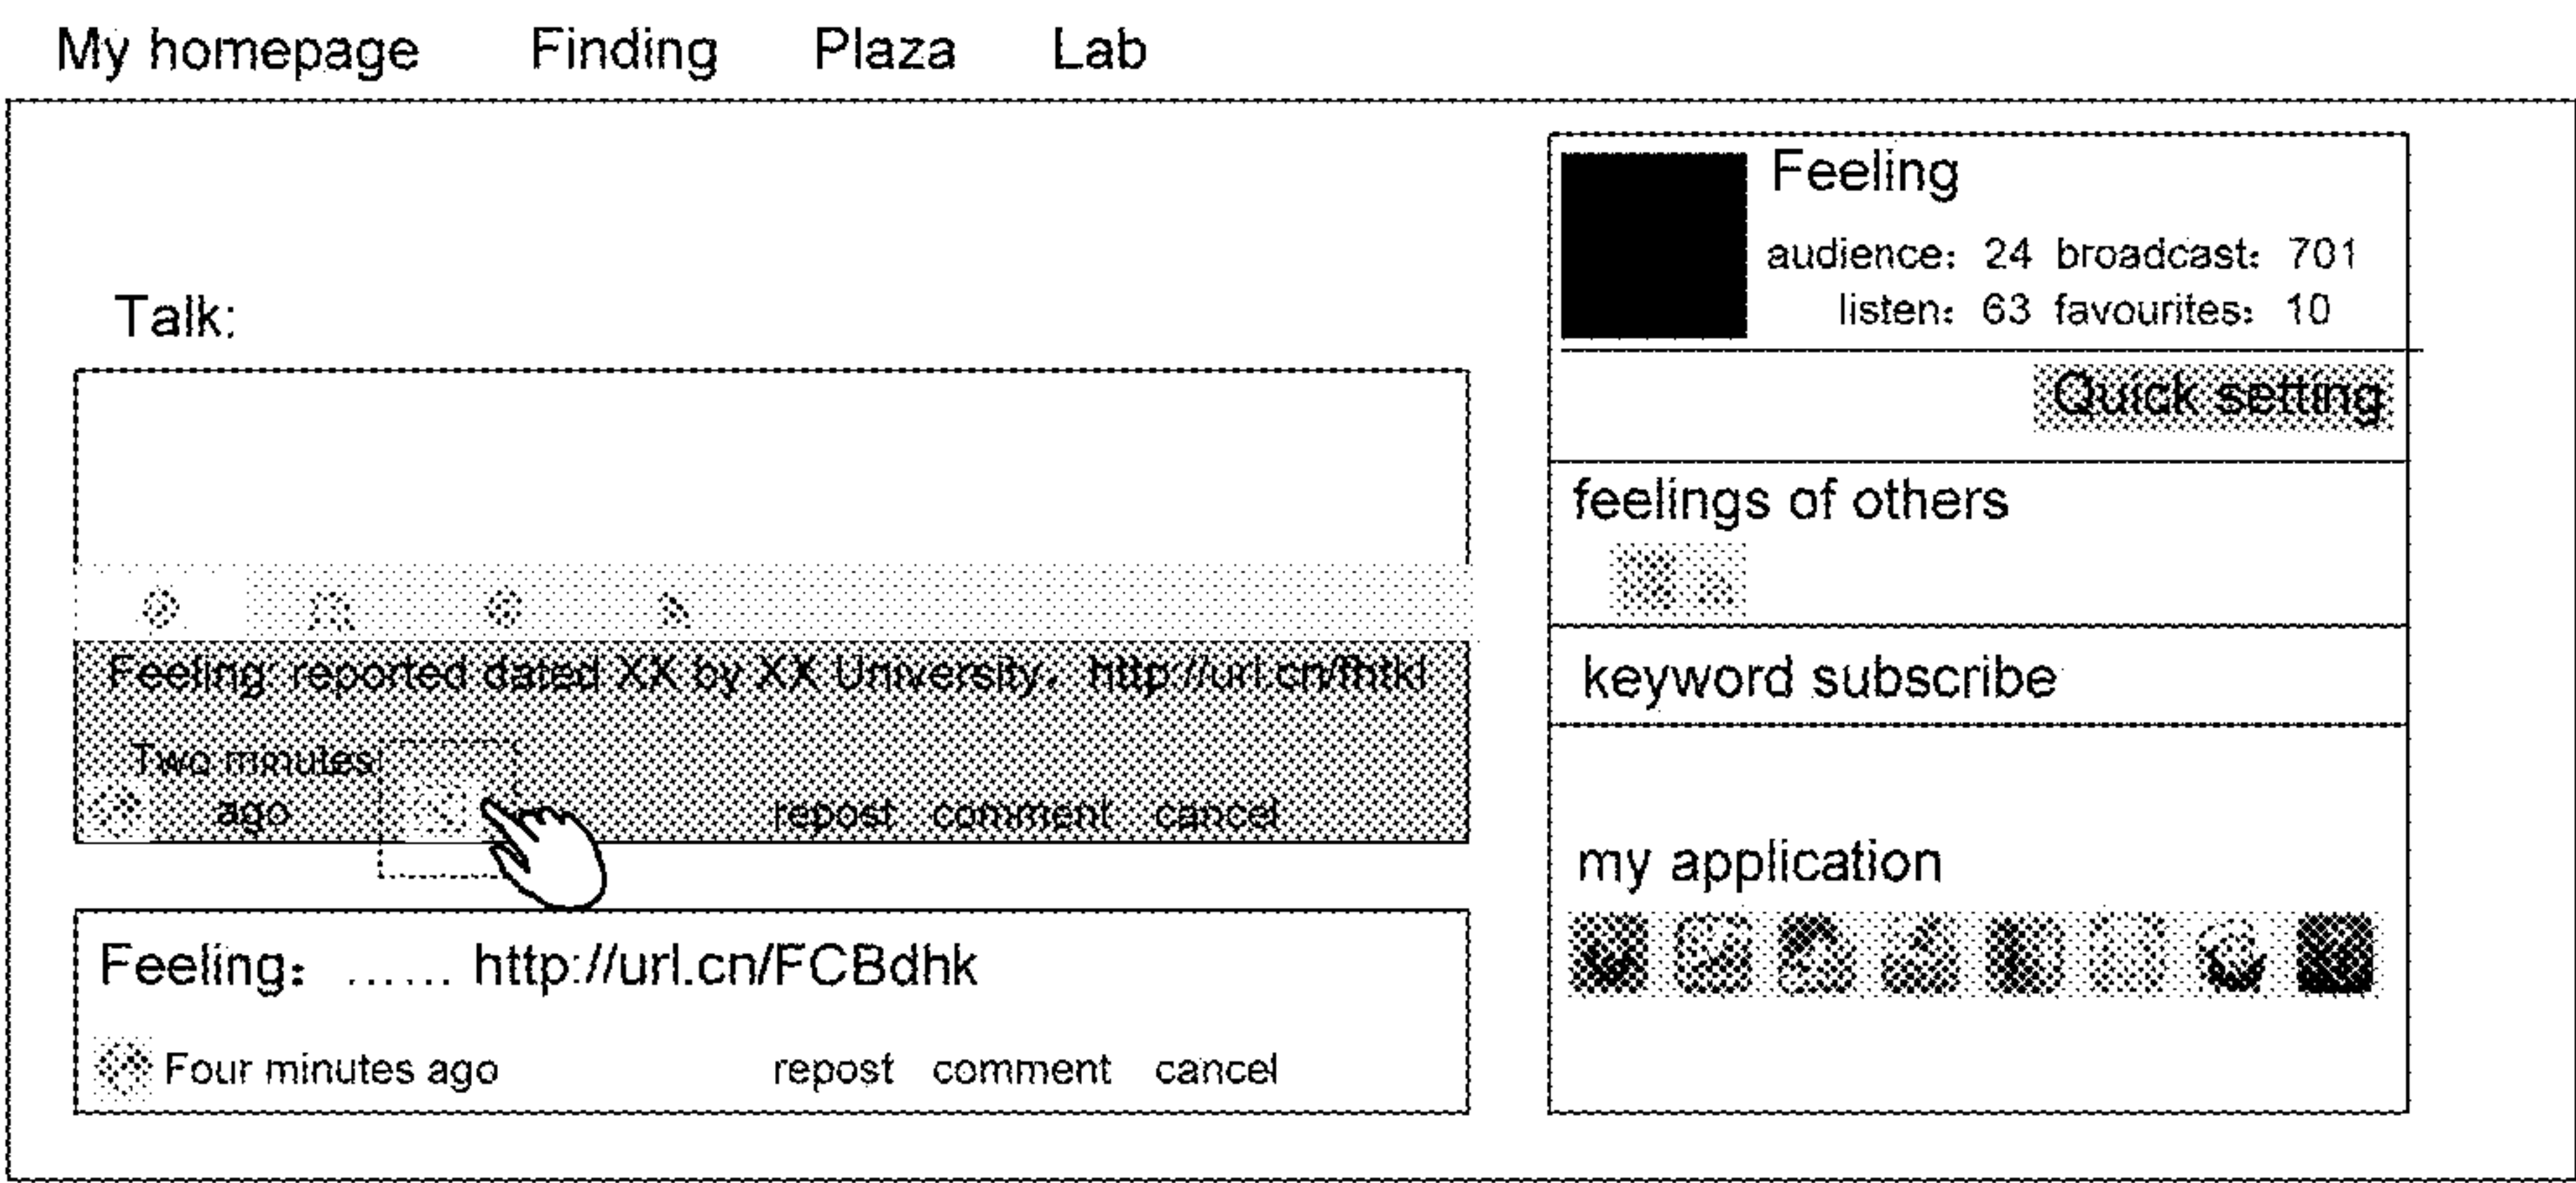 My homepage Finding Plaza Lab
Talk:
Feeling: reported dated XX by XX University, http://url.cn/fhtkl
Two minutes
ago
repost comment cancel
Feeling: ...... http://url.cn/FCBdhk
Four minutes ago repost comment cancel
Feeling
audience: 24 broadcast: 701
listen: 63 favourites: 10
Quick setting
feelings of others
keyword subscribe
my application